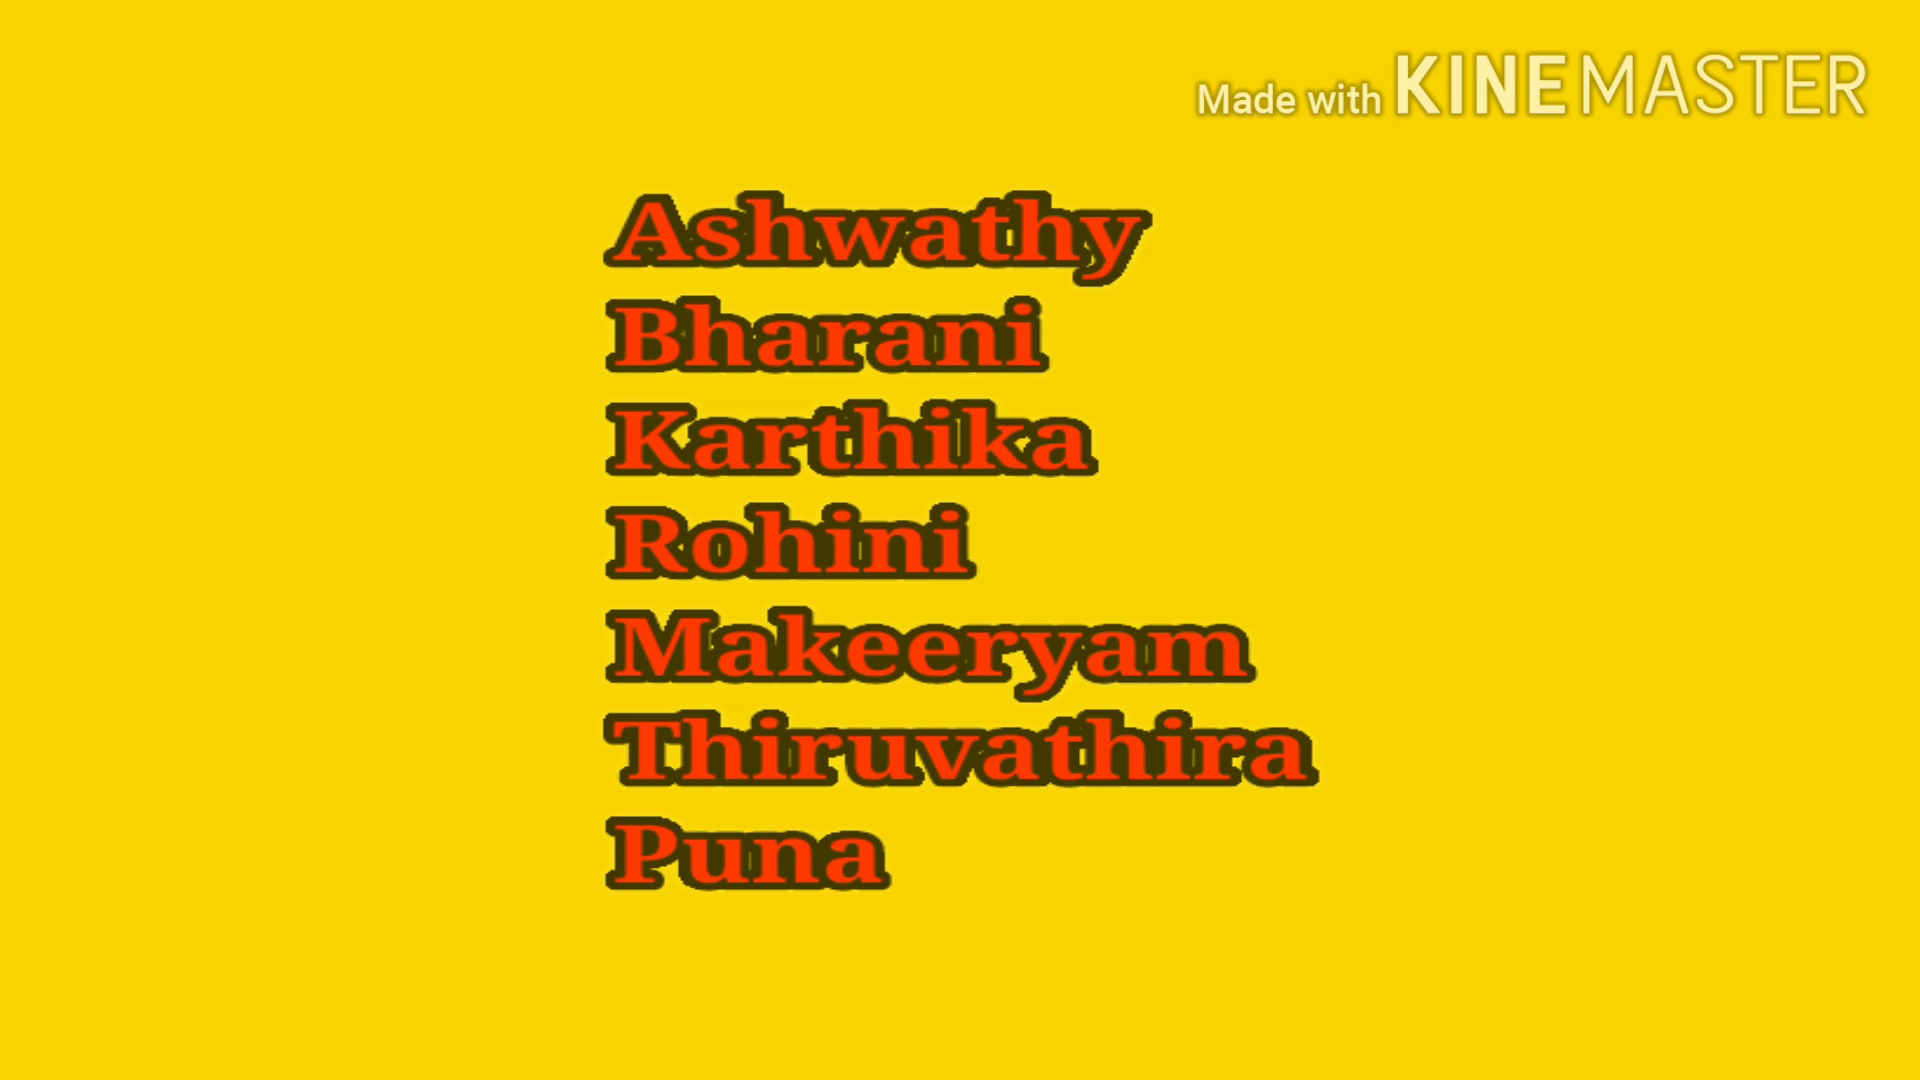 Made with KINEMASTER
Ashwathy
Bharani
Karthika
Rohini
Makeeryam
Thiruvathira
Puna